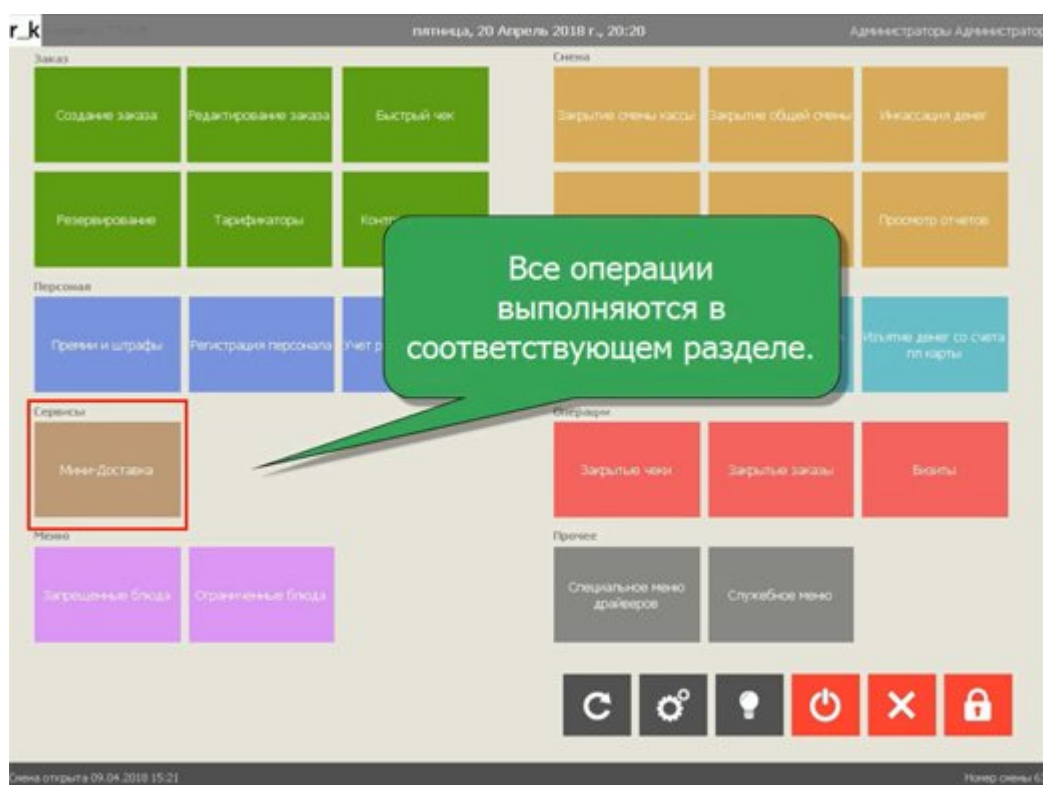 r_k
пятница, 20 Апрель 2018 г., 20:20
Администраторы Администратор
Заказ
Создание заказа
Редактирование заказа
Быстрый чек
Резервирование
Тарификаторы
Смена
Закрытие смены кассы
Закрытие общей смены
Инкассация денег
Просмотр отчетов
Все операции
выполняются в
соответствующем разделе.
Персонал
Премии и штрафы
Регистрация персонала
Изъятие денег со счета
пл карты
Сервисы
Мини-Доставка
Операции
Закрытые чеки
Закрытые заказы
Визиты
Меню
Запрещенные блюда
Ограниченные блюда
Прочее
Специальное меню
драйверов
Служебное меню
Смена открыта 09.04.2018 15:21
Номер смены